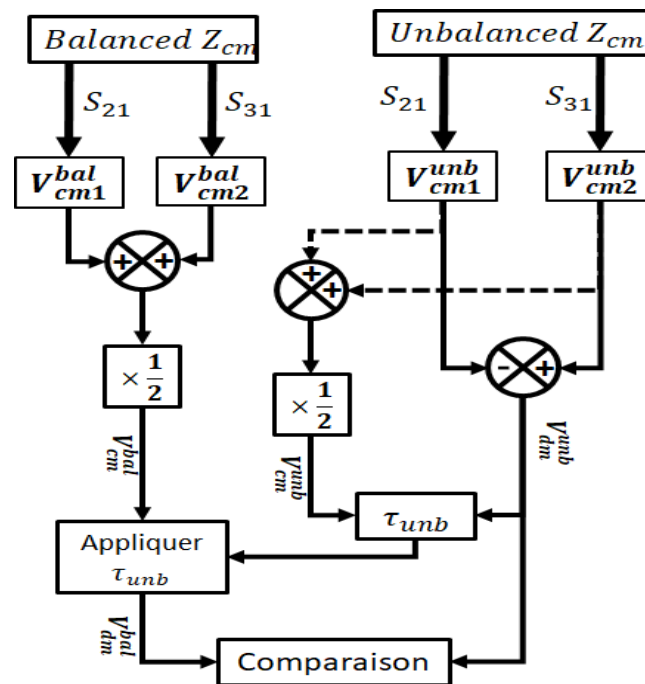 Balanced Z_cm
Unbalanced Z_cm
S_21
S_31
S_21
S_31
V_cm1^bal
V_cm2^bal
V_cm1^unb
V_cm2^unb
+ +
+ +
- +
× 1/2
× 1/2
V_cm^bal
V_cm^unb
V_dm^unb
τ_unb
Appliquer
τ_unb
V_dm^bal
Comparaison